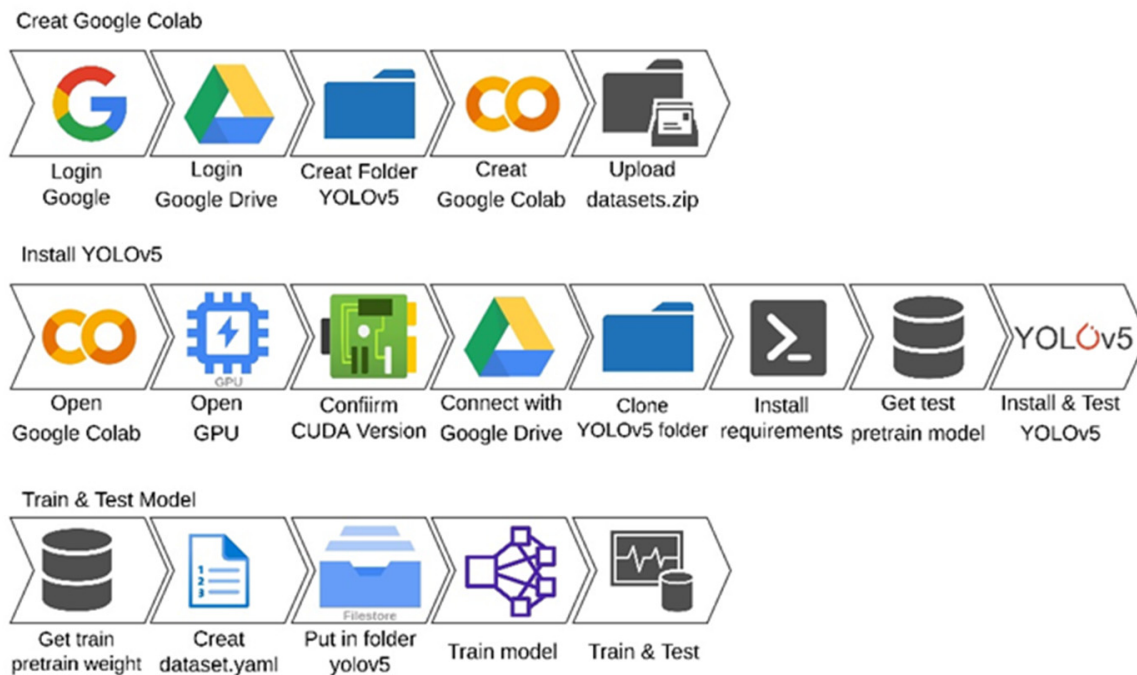 Creat Google Colab
Login
Google
Login
Google Drive
Creat Folder
YOLOv5
Creat
Google Colab
Upload
datasets.zip
Install YOLOv5
GPU
YOLOv5
Open
Google Colab
Open
GPU
Confiirm
CUDA Version
Connect with
Google Drive
Clone
YOLOv5 folder
Install
requirements
Get test
pretrain model
Install & Test
YOLOv5
Train & Test Model
1
2
3
Filestore
Get train
pretrain weight
Creat
dataset.yaml
Put in folder
yolov5
Train model
Train & Test